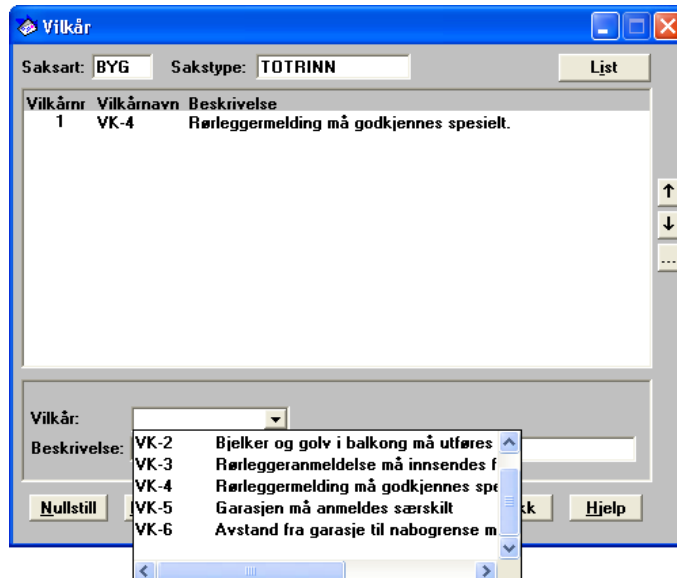 Vilkår
Saksart: BYG Sakstype: TOTRINN List
Vilkårnr Vilkårnavn Beskrivelse
1 VK-4 Rørleggermelding må godkjennes spesielt.
...
Vilkår:
Beskrivelse:
VK-2 Bjelker og golv i balkong må utføres
VK-3 Rørleggeranmeldelse må innsendes f
VK-4 Rørleggermelding må godkjennes spe
VK-5 Garasjen må anmeldes særskilt
VK-6 Avstand fra garasje til nabogrense m
Nullstill kk Hjelp